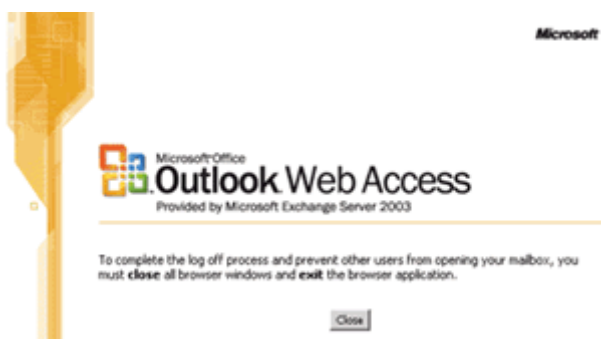 Microsoft
Microsoft Office
Outlook Web Access
Provided by Microsoft Exchange Server 2003
To complete the log off process and prevent other users from opening your mailbox, you
must close all browser windows and exit the browser application.
Close